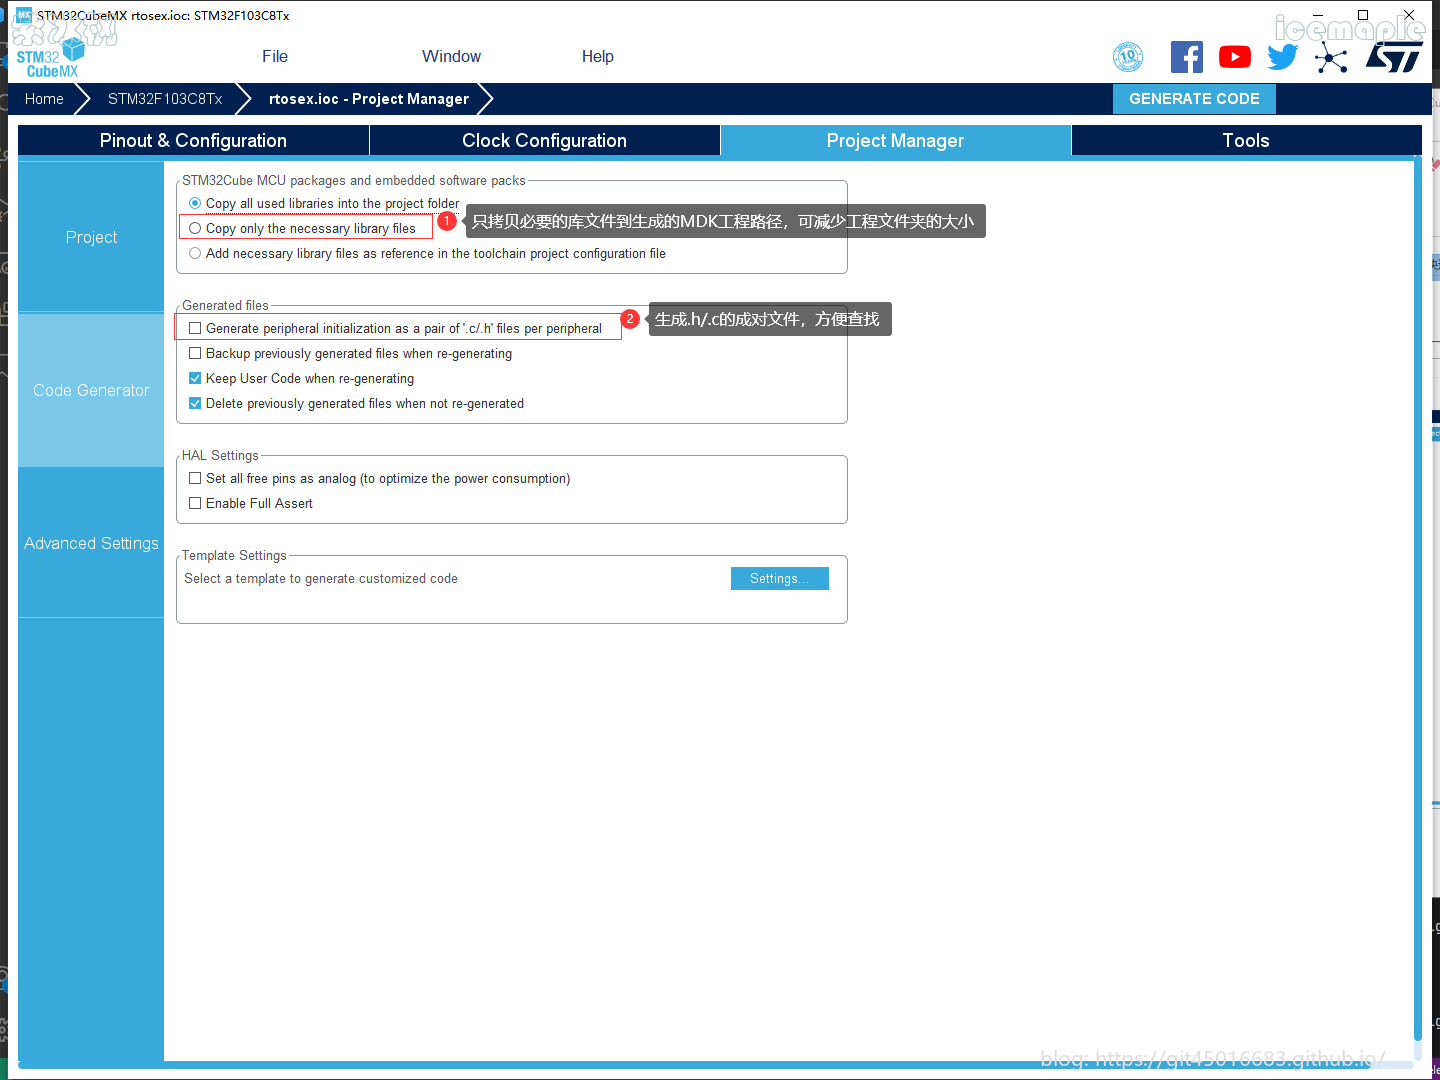 STM32CubeMX rtosex.ioc: STM32F103C8Tx
icemaple
STM32
CubeMX
File
Window
Help
10
Home
STM32F103C8Tx
rtosex.ioc - Project Manager
GENERATE CODE
Pinout & Configuration
Clock Configuration
Project Manager
Tools
Project
Code Generator
Advanced Settings
STM32Cube MCU packages and embedded software packs
Copy all used libraries into the project folder
Copy only the necessary library files
1
只拷贝必要的库文件到生成的MDK工程路径，可减少工程文件夹的大小
Add necessary library files as reference in the toolchain project configuration file
Generated files
Generate peripheral initialization as a pair of '.c/.h' files per peripheral
2
生成.h/.c的成对文件，方便查找
Backup previously generated files when re-generating
Keep User Code when re-generating
Delete previously generated files when not re-generated
HAL Settings
Set all free pins as analog (to optimize the power consumption)
Enable Full Assert
Template Settings
Select a template to generate customized code
Settings...
blog: https://git45016683.github.io/